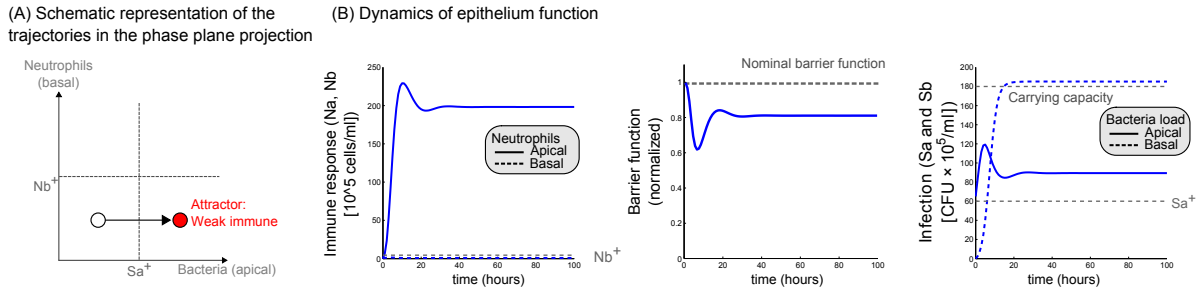 (A) Schematic representation of the
trajectories in the phase plane projection
Neutrophils
(basal)
Nb+
Attractor:
Weak immune
Sa+
Bacteria (apical)
(B) Dynamics of epithelium function
Immune response (Na, Nb
[10^5 cells/ml]
250
200
150
100
50
0
Neutrophils
Apical
Basal
Nb+
0 20 40 60 80 100
time (hours)
Barrier function
(normalized)
1
0.8
0.6
0.4
0.2
0
Nominal barrier function
0 20 40 60 80 100
time (hours)
Infection (Sa and Sb)
[CFU × 10^5/ml]
200
180
160
140
120
100
80
60
40
20
0
Carrying capacity
Bacteria load
Apical
Basal
Sa+
0 20 40 60 80 100
time (hours)